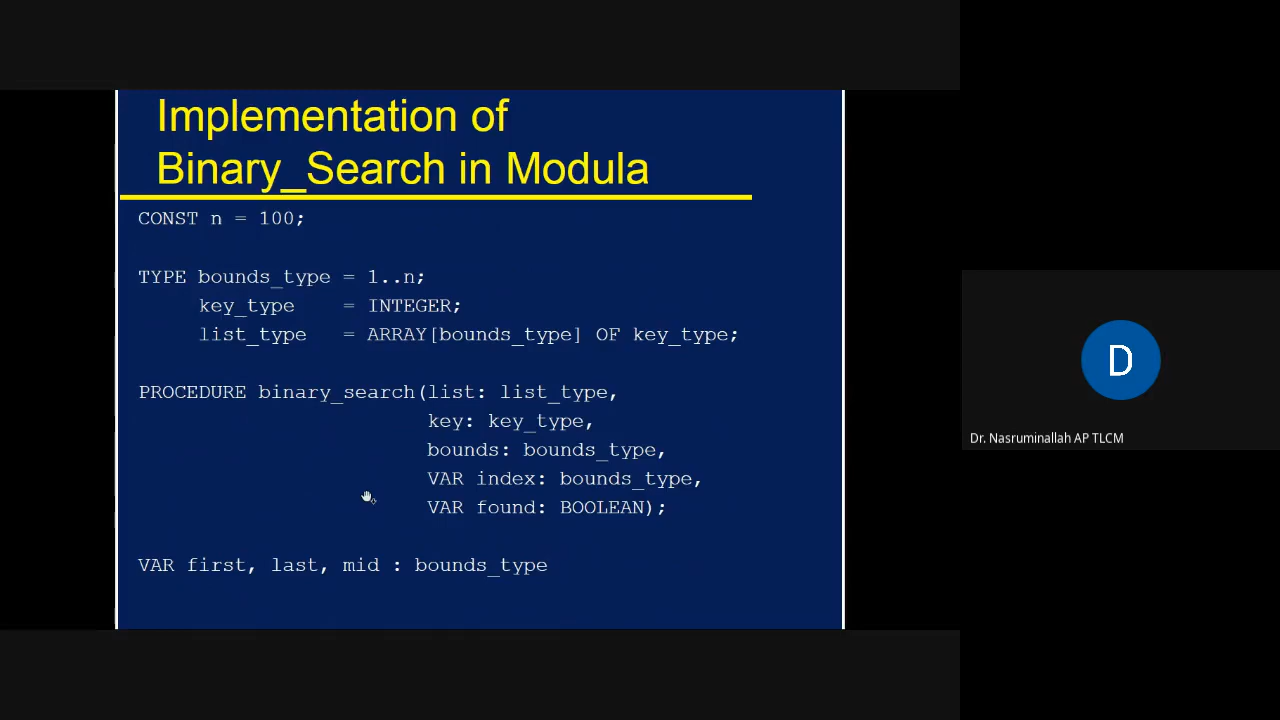 Implementation of
Binary_Search in Modula
CONST n = 100;
TYPE bounds_type = 1..n;
key_type = INTEGER;
list_type = ARRAY[bounds_type] OF key_type;
PROCEDURE binary_search(list: list_type,
key: key_type,
bounds: bounds_type,
VAR index: bounds_type,
VAR found: BOOLEAN);
VAR first, last, mid : bounds_type
D
Dr. Nasruminallah AP TLCM